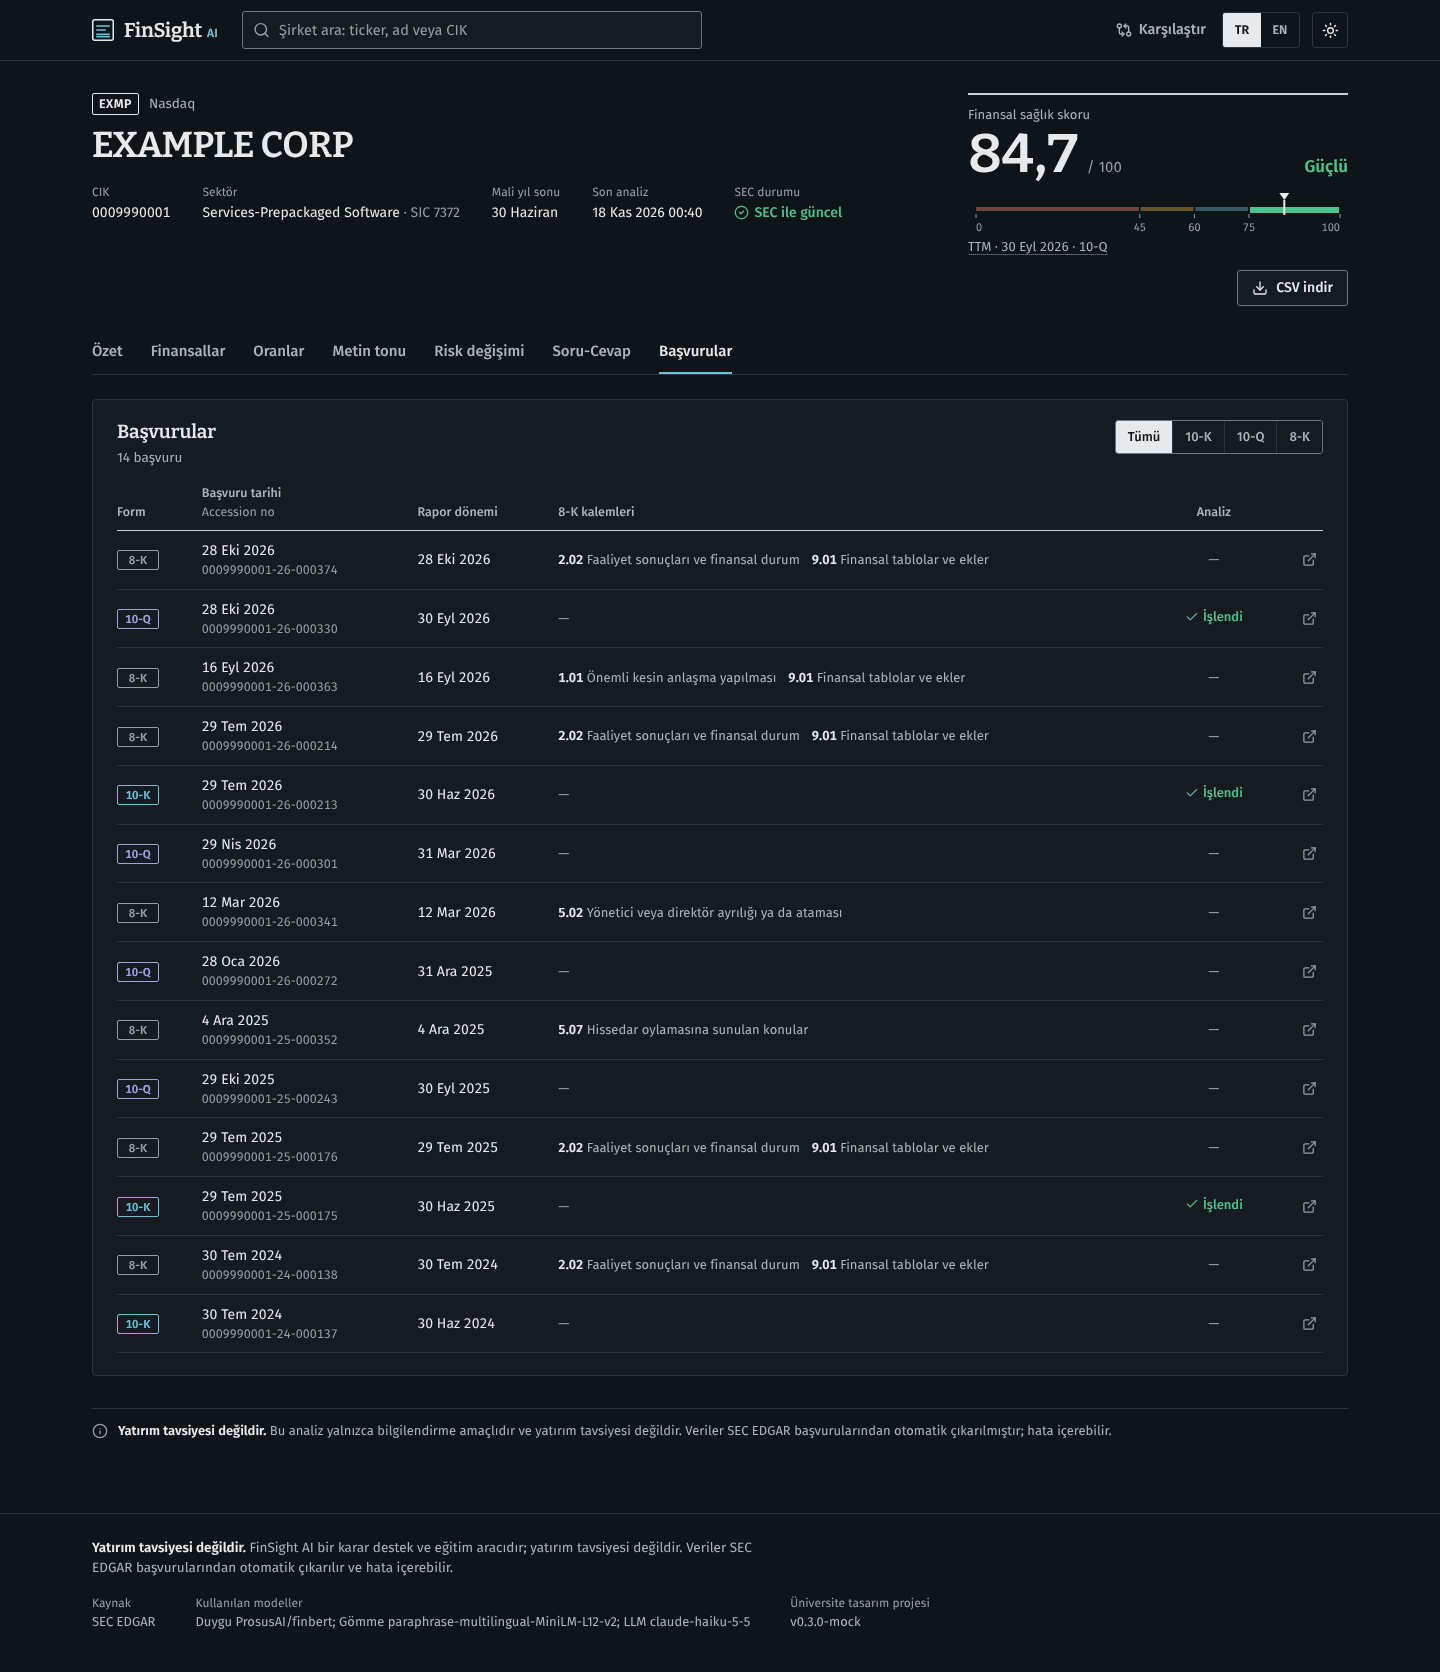 FinSight AI
Şirket ara: ticker, ad veya CIK
Karşılaştır
TR EN
EXMP Nasdaq
EXAMPLE CORP
CIK
0009990001
Sektör
Services-Prepackaged Software · SIC 7372
Mali yıl sonu
30 Haziran
Son analiz
18 Kas 2026 00:40
SEC durumu
SEC ile güncel
Finansal sağlık skoru
84,7 / 100 Güçlü
0 45 60 75 100
TTM · 30 Eyl 2026 · 10-Q
CSV indir
Özet Finansallar Oranlar Metin tonu Risk değişimi Soru-Cevap Başvurular
Başvurular
14 başvuru
Tümü 10-K 10-Q 8-K
Başvuru tarihi
Form Accession no Rapor dönemi 8-K kalemleri Analiz
28 Eki 2026
8-K 28 Eki 2026 2.02 Faaliyet sonuçları ve finansal durum 9.01 Finansal tablolar ve ekler —
0009990001-26-000374
28 Eki 2026
10-Q 30 Eyl 2026 — İşlendi
0009990001-26-000330
16 Eyl 2026
8-K 16 Eyl 2026 1.01 Önemli kesin anlaşma yapılması 9.01 Finansal tablolar ve ekler —
0009990001-26-000363
29 Tem 2026
8-K 29 Tem 2026 2.02 Faaliyet sonuçları ve finansal durum 9.01 Finansal tablolar ve ekler —
0009990001-26-000214
29 Tem 2026
10-K 30 Haz 2026 — İşlendi
0009990001-26-000213
29 Nis 2026
10-Q 31 Mar 2026 — —
0009990001-26-000301
12 Mar 2026
8-K 12 Mar 2026 5.02 Yönetici veya direktör ayrılığı ya da ataması —
0009990001-26-000341
28 Oca 2026
10-Q 31 Ara 2025 — —
0009990001-26-000272
4 Ara 2025
8-K 4 Ara 2025 5.07 Hissedar oylamasına sunulan konular —
0009990001-25-000352
29 Eki 2025
10-Q 30 Eyl 2025 — —
0009990001-25-000243
29 Tem 2025
8-K 29 Tem 2025 2.02 Faaliyet sonuçları ve finansal durum 9.01 Finansal tablolar ve ekler —
0009990001-25-000176
29 Tem 2025
10-K 30 Haz 2025 — İşlendi
0009990001-25-000175
30 Tem 2024
8-K 30 Tem 2024 2.02 Faaliyet sonuçları ve finansal durum 9.01 Finansal tablolar ve ekler —
0009990001-24-000138
30 Tem 2024
10-K 30 Haz 2024 — —
0009990001-24-000137
Yatırım tavsiyesi değildir. Bu analiz yalnızca bilgilendirme amaçlıdır ve yatırım tavsiyesi değildir. Veriler SEC EDGAR başvurularından otomatik çıkarılmıştır; hata içerebilir.
Yatırım tavsiyesi değildir. FinSight AI bir karar destek ve eğitim aracıdır; yatırım tavsiyesi değildir. Veriler SEC
EDGAR başvurularından otomatik çıkarılır ve hata içerebilir.
Kaynak
SEC EDGAR
Kullanılan modeller
Duygu ProsusAI/finbert; Gömme paraphrase-multilingual-MiniLM-L12-v2; LLM claude-haiku-5-5
Üniversite tasarım projesi
v0.3.0-mock